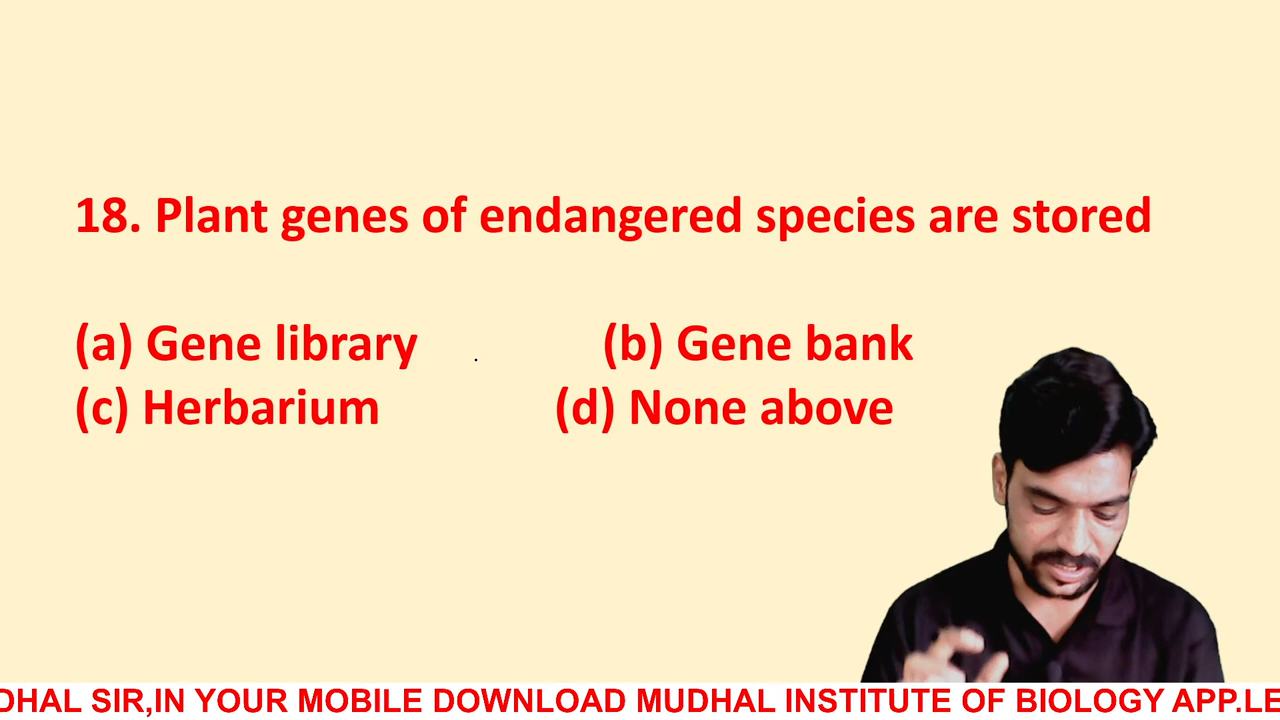 18. Plant genes of endangered species are stored
(a) Gene library (b) Gene bank
(c) Herbarium (d) None above
DHAL SIR,IN YOUR MOBILE DOWNLOAD MUDHAL INSTITUTE OF BIOLOGY APP.LE